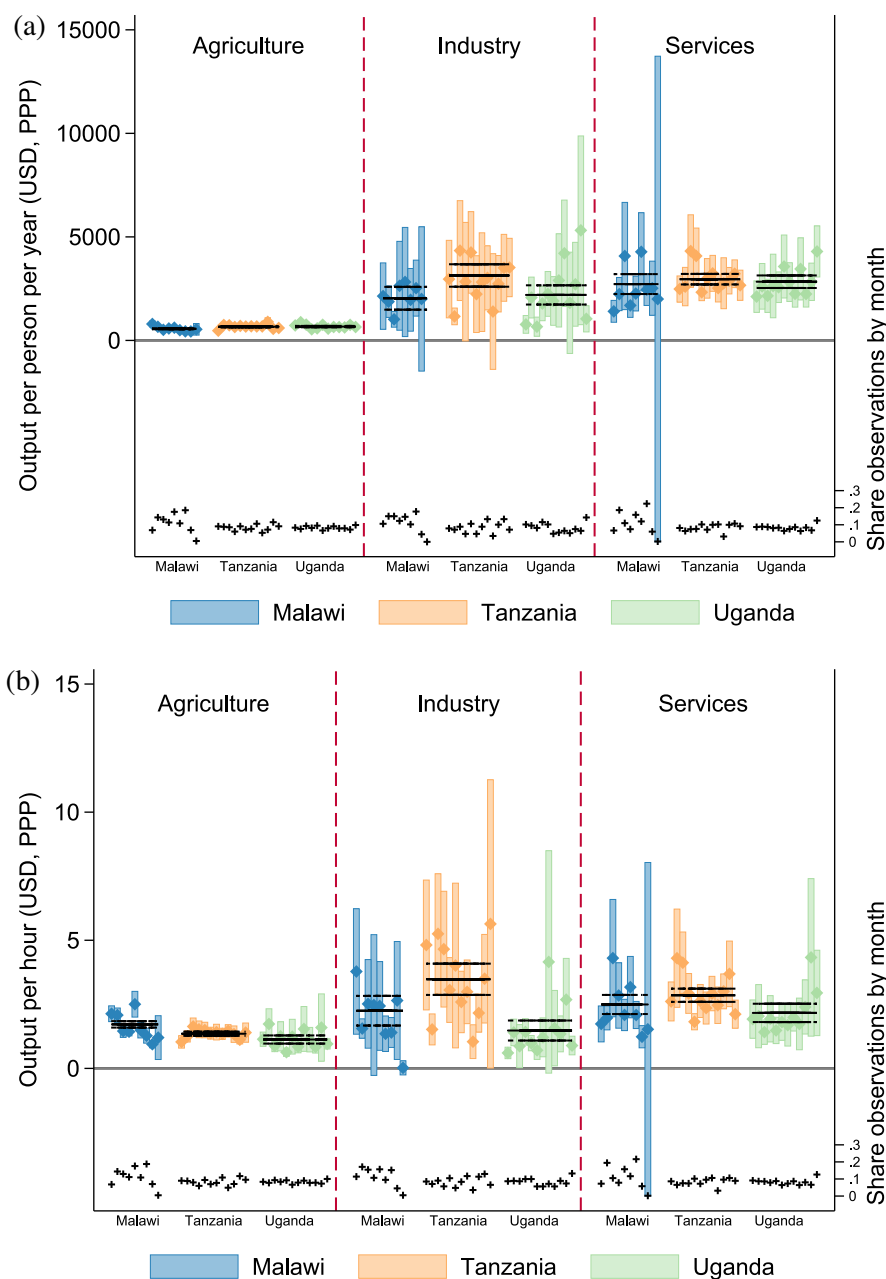 (a)
Agriculture Industry Services
15000
10000
5000
0
Output per person per year (USD, PPP)
.3
.2
.1
0
Share observations by month
Malawi Tanzania Uganda Malawi Tanzania Uganda Malawi Tanzania Uganda
Malawi Tanzania Uganda
(b)
Agriculture Industry Services
15
10
5
0
Output per hour (USD, PPP)
.3
.2
.1
0
Share observations by month
Malawi Tanzania Uganda Malawi Tanzania Uganda Malawi Tanzania Uganda
Malawi Tanzania Uganda